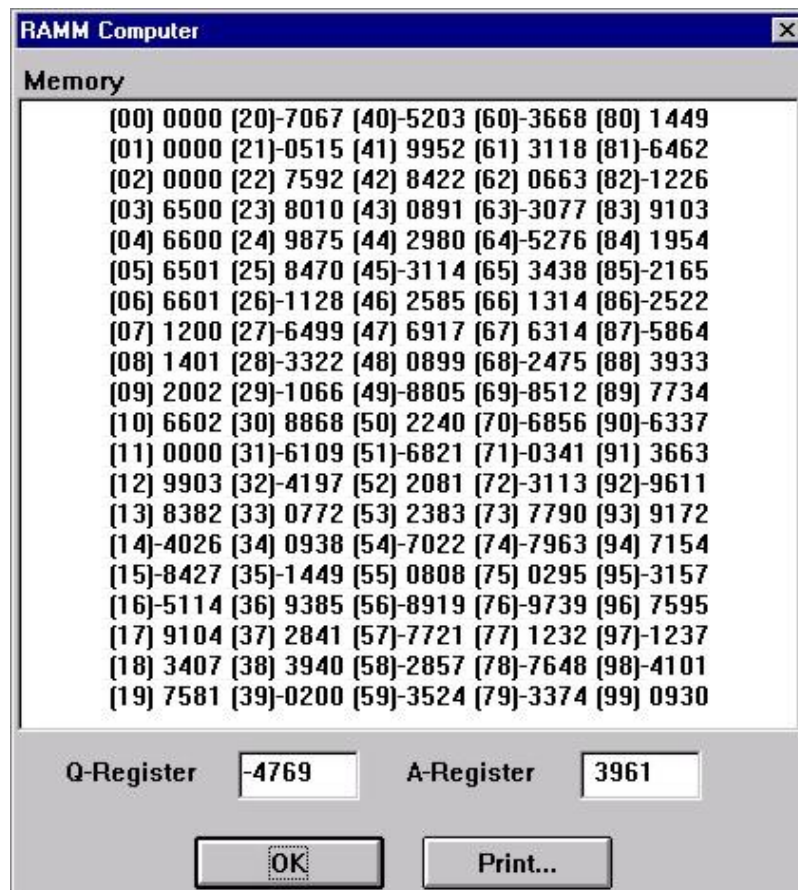 RAMM Computer
Memory
(00) 0000 (20)-7067 (40)-5203 (60)-3668 (80) 1449
(01) 0000 (21)-0515 (41) 9952 (61) 3118 (81)-6462
(02) 0000 (22) 7592 (42) 8422 (62) 0663 (82)-1226
(03) 6500 (23) 8010 (43) 0891 (63)-3077 (83) 9103
(04) 6600 (24) 9875 (44) 2980 (64)-5276 (84) 1954
(05) 6501 (25) 8470 (45)-3114 (65) 3438 (85)-2165
(06) 6601 (26)-1128 (46) 2585 (66) 1314 (86)-2522
(07) 1200 (27)-6499 (47) 6917 (67) 6314 (87)-5864
(08) 1401 (28)-3322 (48) 0899 (68)-2475 (88) 3933
(09) 2002 (29)-1066 (49)-8805 (69)-8512 (89) 7734
(10) 6602 (30) 8868 (50) 2240 (70)-6856 (90)-6337
(11) 0000 (31)-6109 (51)-6821 (71)-0341 (91) 3663
(12) 9903 (32)-4197 (52) 2081 (72)-3113 (92)-9611
(13) 8382 (33) 0772 (53) 2383 (73) 7790 (93) 9172
(14)-4026 (34) 0938 (54)-7022 (74)-7963 (94) 7154
(15)-8427 (35)-1449 (55) 0808 (75) 0295 (95)-3157
(16)-5114 (36) 9385 (56)-8919 (76)-9739 (96) 7595
(17) 9104 (37) 2841 (57)-7721 (77) 1232 (97)-1237
(18) 3407 (38) 3940 (58)-2857 (78)-7648 (98)-4101
(19) 7581 (39)-0200 (59)-3524 (79)-3374 (99) 0930
Q-Register -4769 A-Register 3961
OK Print...